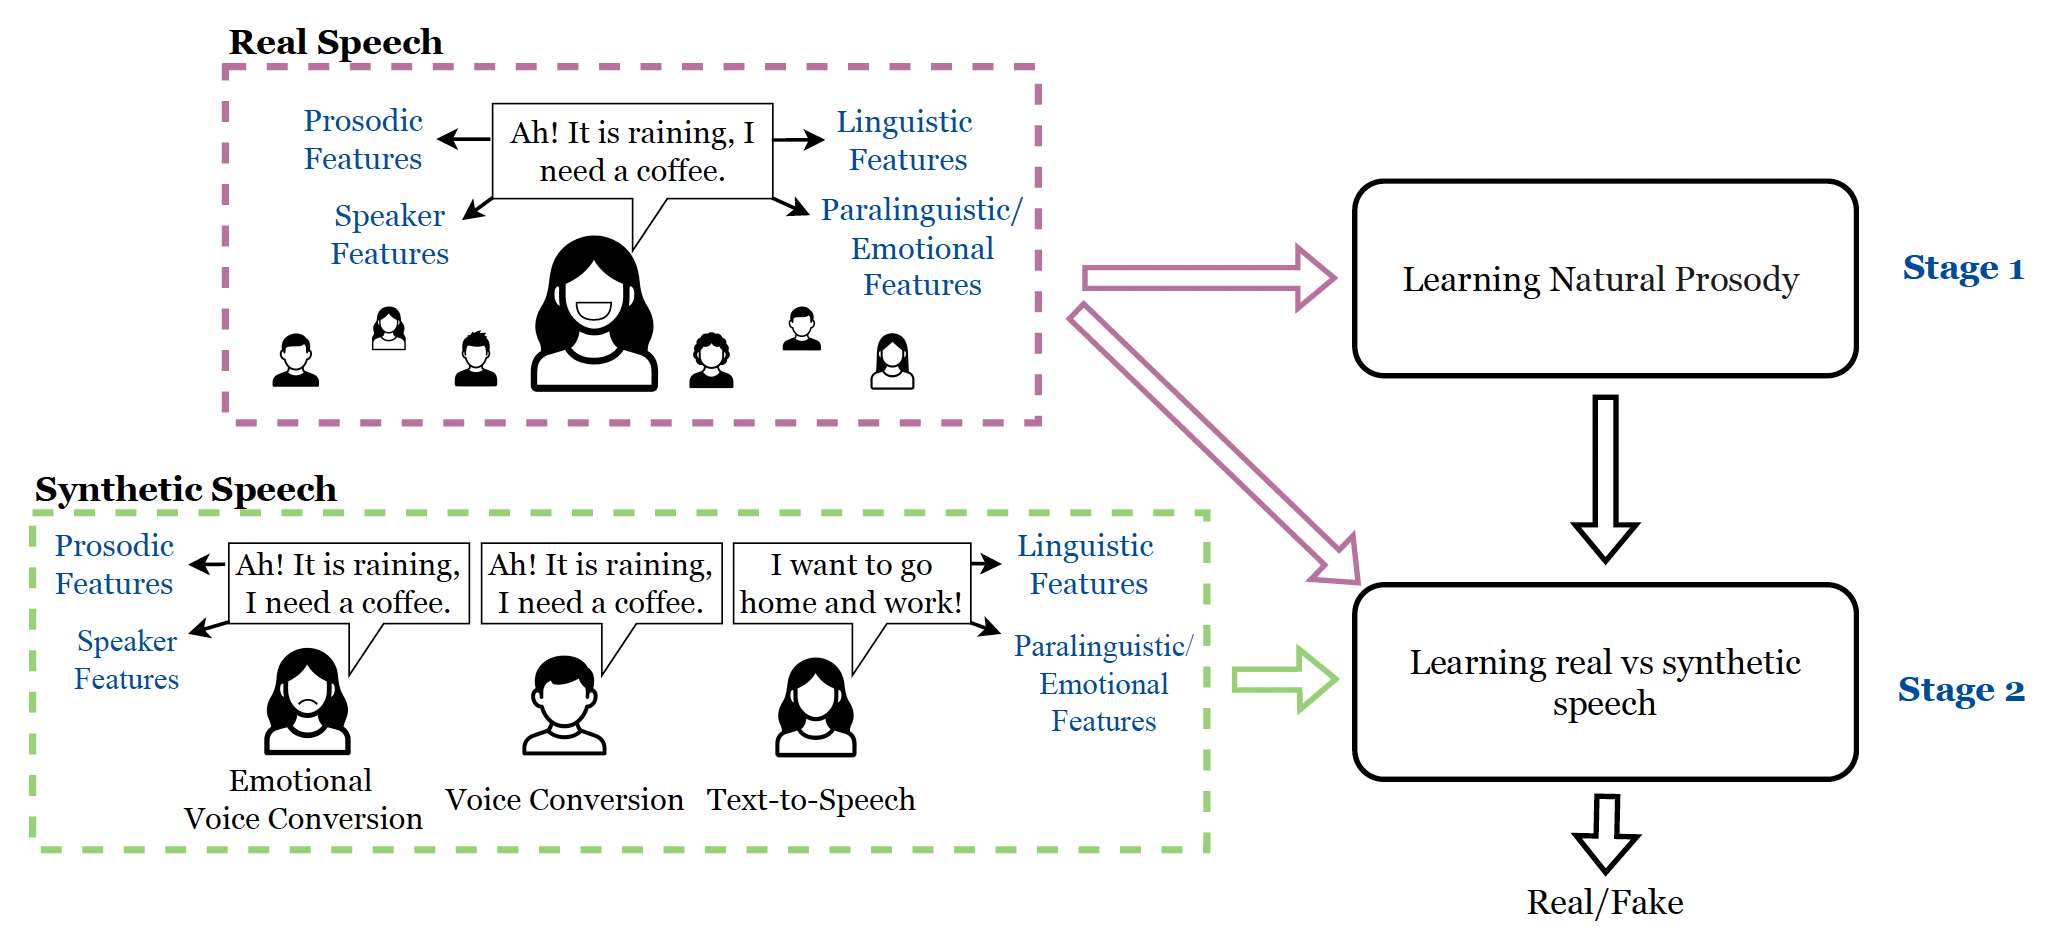 Real Speech
Prosodic
Features
Ah! It is raining, I
need a coffee.
Linguistic
Features
Speaker
Features
Paralinguistic/
Emotional
Features
Learning Natural Prosody
Stage 1
Synthetic Speech
Prosodic
Features
Speaker
Features
Ah! It is raining,
I need a coffee.
Ah! It is raining,
I need a coffee.
I want to go
home and work!
Linguistic
Features
Paralinguistic/
Emotional
Features
Emotional
Voice Conversion
Voice Conversion
Text-to-Speech
Learning real vs synthetic
speech
Stage 2
Real/Fake